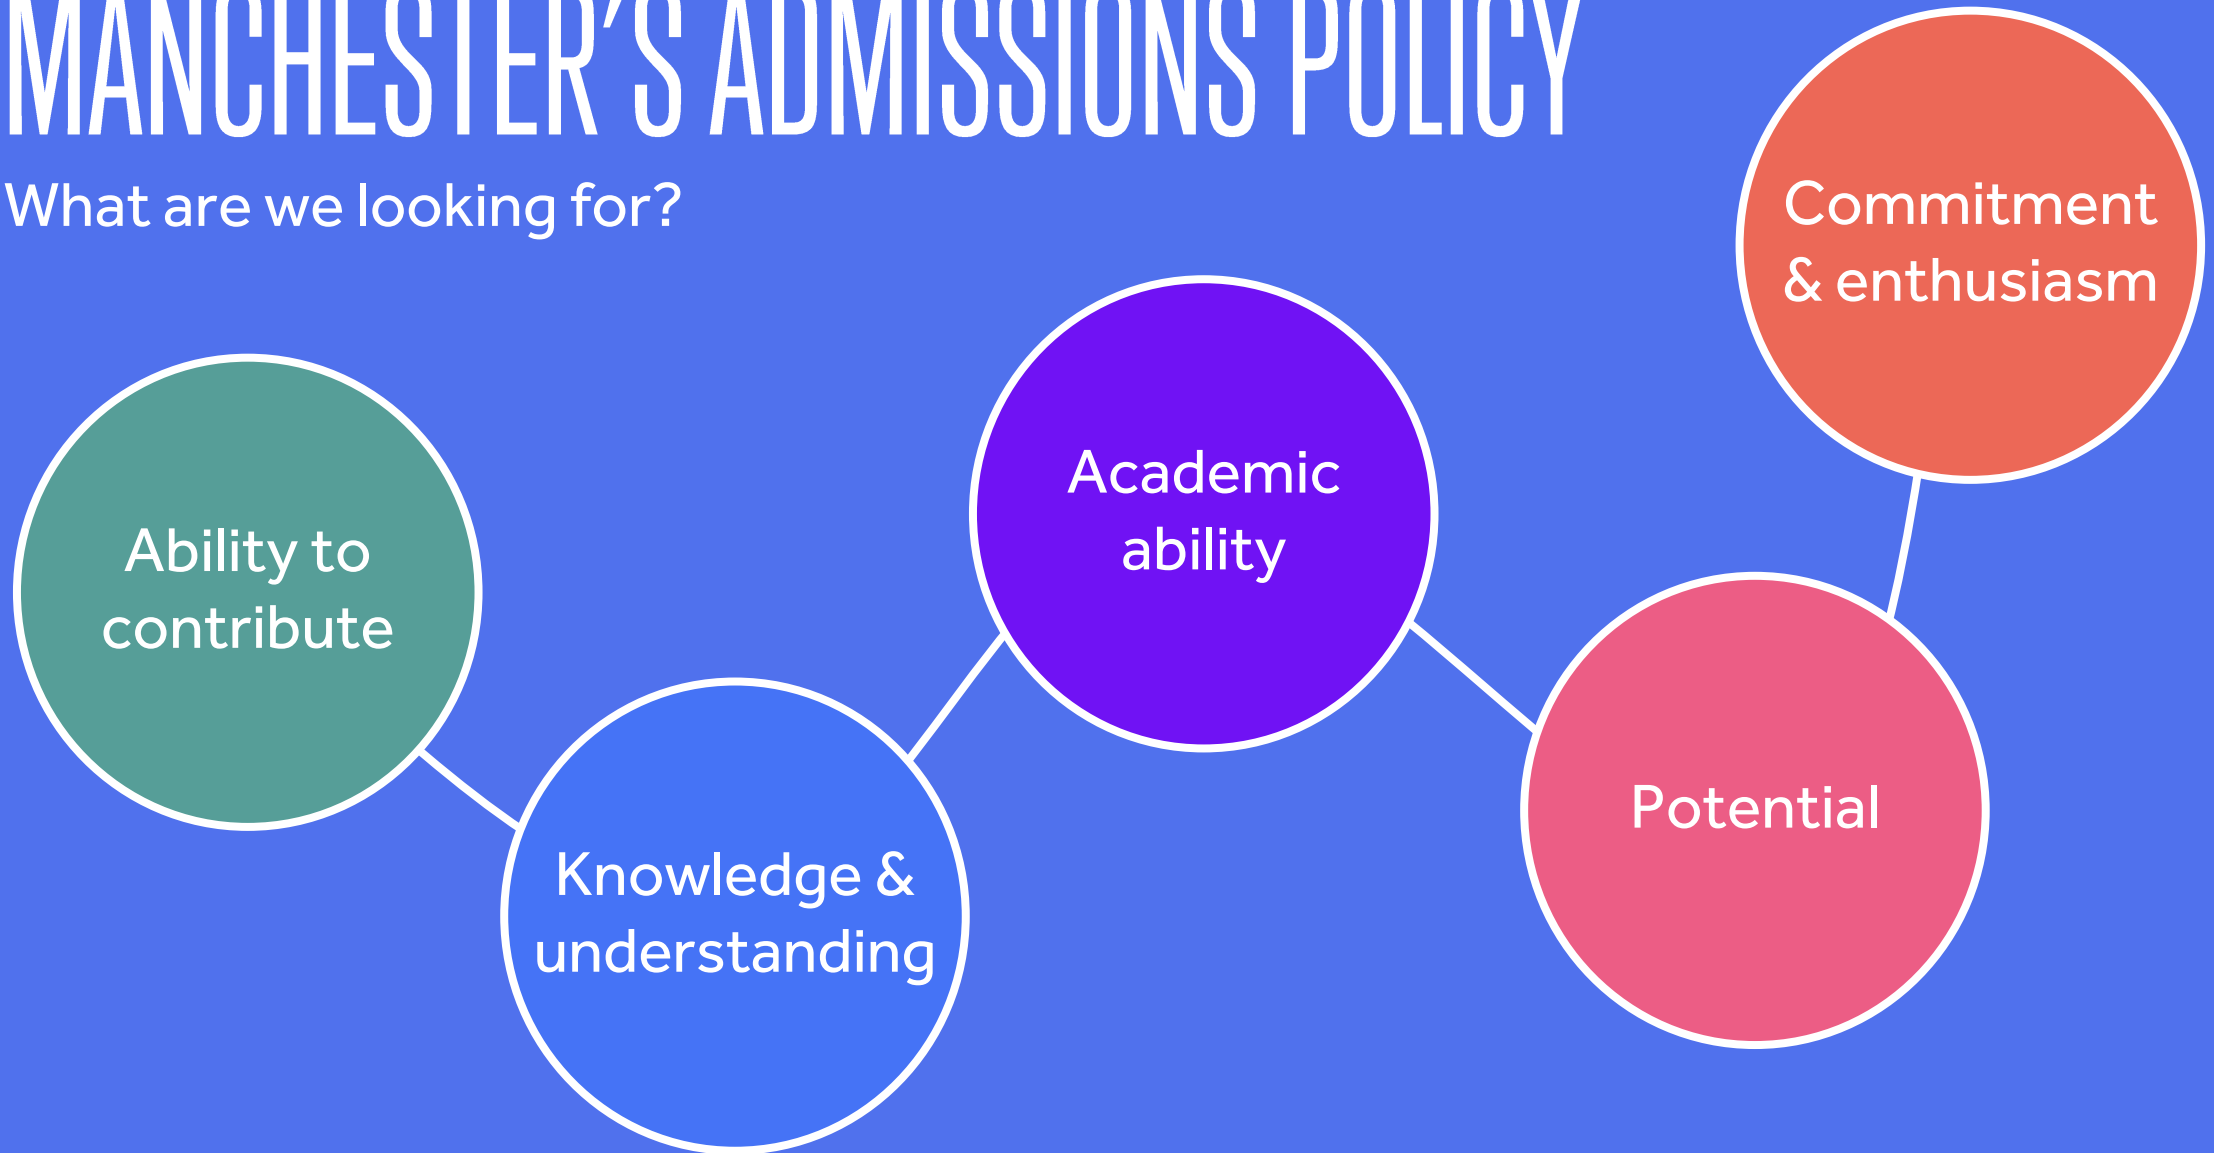 MANCHESTER'S ADMISSIONS POLICY
What are we looking for?
Ability to
contribute
Knowledge &
understanding
Academic
ability
Potential
Commitment
& enthusiasm